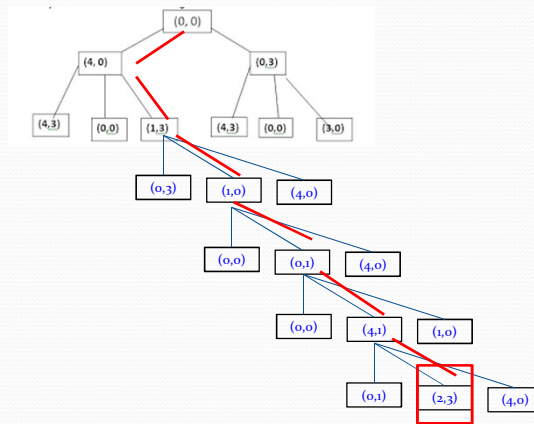 (0, 0)
(4, 0) (0,3)
(4,3) (0,0) (1,3) (4,3) (0,0) (3,0)
(0,3) (1,0) (4,0)
(0,0) (0,1) (4,0)
(0,0) (4,1) (1,0)
(0,1) (2,3) (4,0)